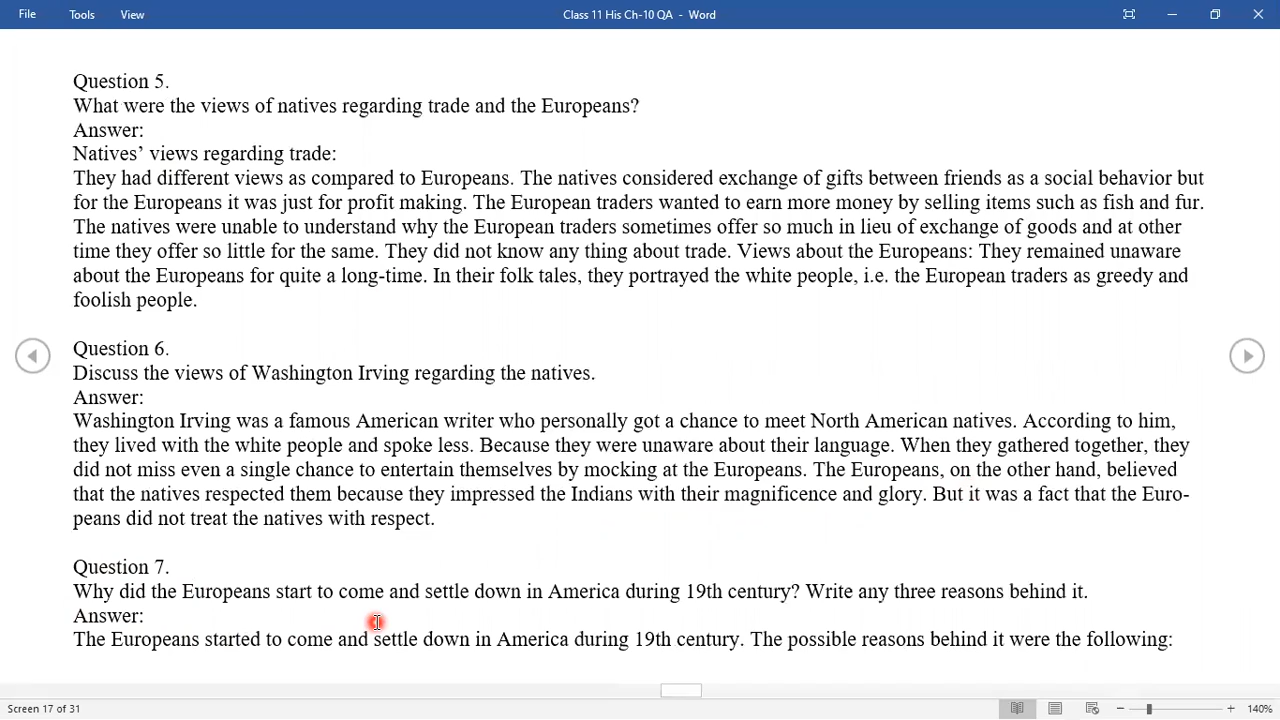 File Tools View Class 11 His Ch-10 QA - Word
Question 5.
What were the views of natives regarding trade and the Europeans?
Answer:
Natives’ views regarding trade:
They had different views as compared to Europeans. The natives considered exchange of gifts between friends as a social behavior but
for the Europeans it was just for profit making. The European traders wanted to earn more money by selling items such as fish and fur.
The natives were unable to understand why the European traders sometimes offer so much in lieu of exchange of goods and at other
time they offer so little for the same. They did not know any thing about trade. Views about the Europeans: They remained unaware
about the Europeans for quite a long-time. In their folk tales, they portrayed the white people, i.e. the European traders as greedy and
foolish people.
Question 6.
Discuss the views of Washington Irving regarding the natives.
Answer:
Washington Irving was a famous American writer who personally got a chance to meet North American natives. According to him,
they lived with the white people and spoke less. Because they were unaware about their language. When they gathered together, they
did not miss even a single chance to entertain themselves by mocking at the Europeans. The Europeans, on the other hand, believed
that the natives respected them because they impressed the Indians with their magnificence and glory. But it was a fact that the Euro-
peans did not treat the natives with respect.
Question 7.
Why did the Europeans start to come and settle down in America during 19th century? Write any three reasons behind it.
Answer:
The Europeans started to come and settle down in America during 19th century. The possible reasons behind it were the following:
Screen 17 of 31 140%